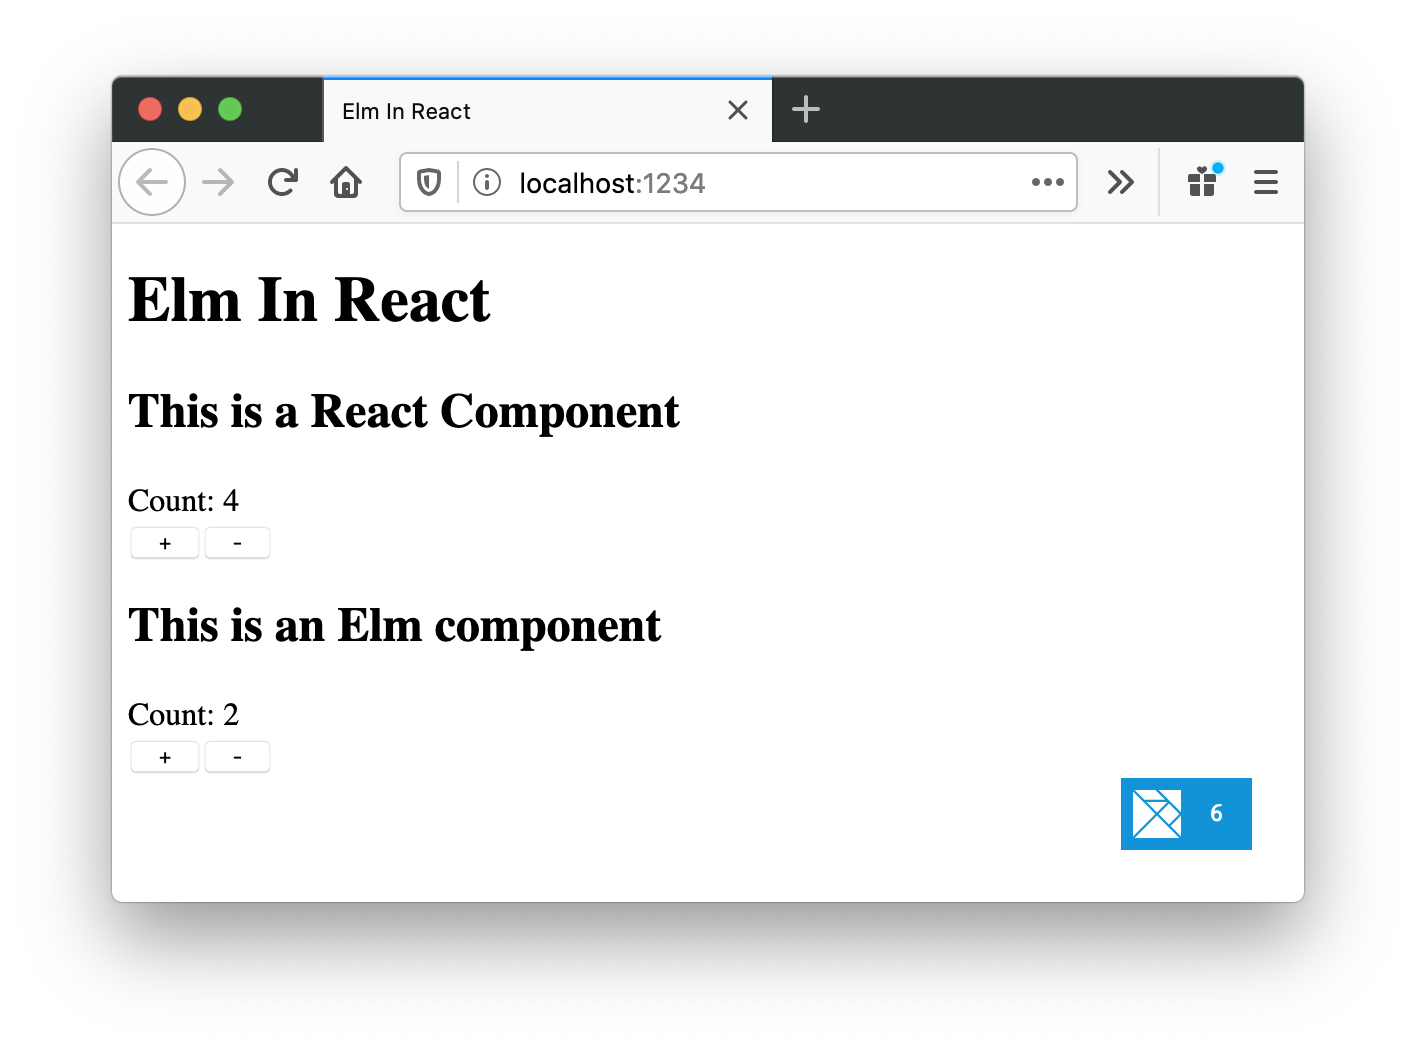 Elm In React
localhost:1234
Elm In React
This is a React Component
Count: 4
+ -
This is an Elm component
Count: 2
+ -
6